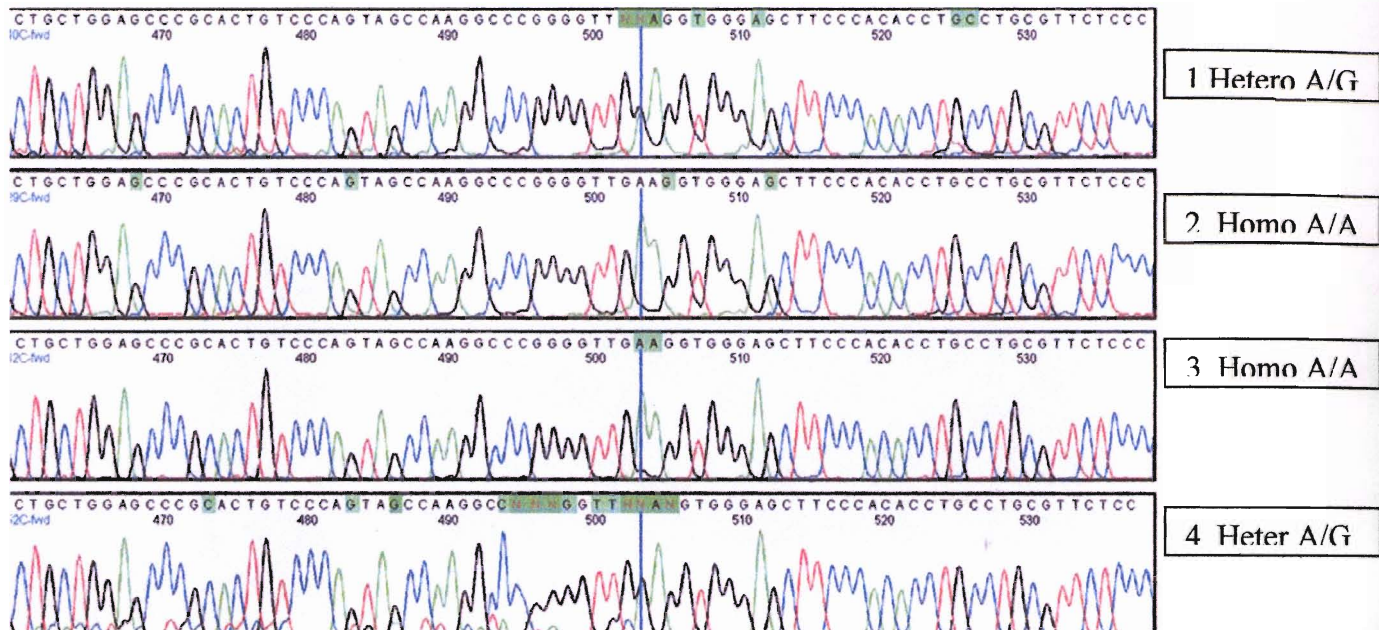 CTGCTGGAGCCCGCACTGTCCCAGTAGCCAAGGCCCGGGGTTNNAGGTGGGAGCTTCCCACACCTGCCTGCGTTCTCCC
470 480 490 500 510 520 530
1 Hetero A/G
CTGCTGGAGCCCGCACTGTCCCAGTAGCCAAGGCCCGGGGTTGAAGGTGGGAGCTTCCCACACCTGCCTGCGTTCTCCC
470 480 490 500 510 520 530
2 Homo A/A
CTGCTGGAGCCCGCACTGTCCCAGTAGCCAAGGCCCGGGGTTGAAGGTGGGAGCTTCCCACACCTGCCTGCGTTCTCCC
470 480 490 500 510 520 530
3 Homo A/A
CTGCTGGAGCCCGCACTGTCCCAGTAGCCAAGGCCNNNNGGTTNNANGTGGGAGCTTCCCACACCTGCCTGCGTTCTCC
470 480 490 500 510 520 530
4 Heter A/G